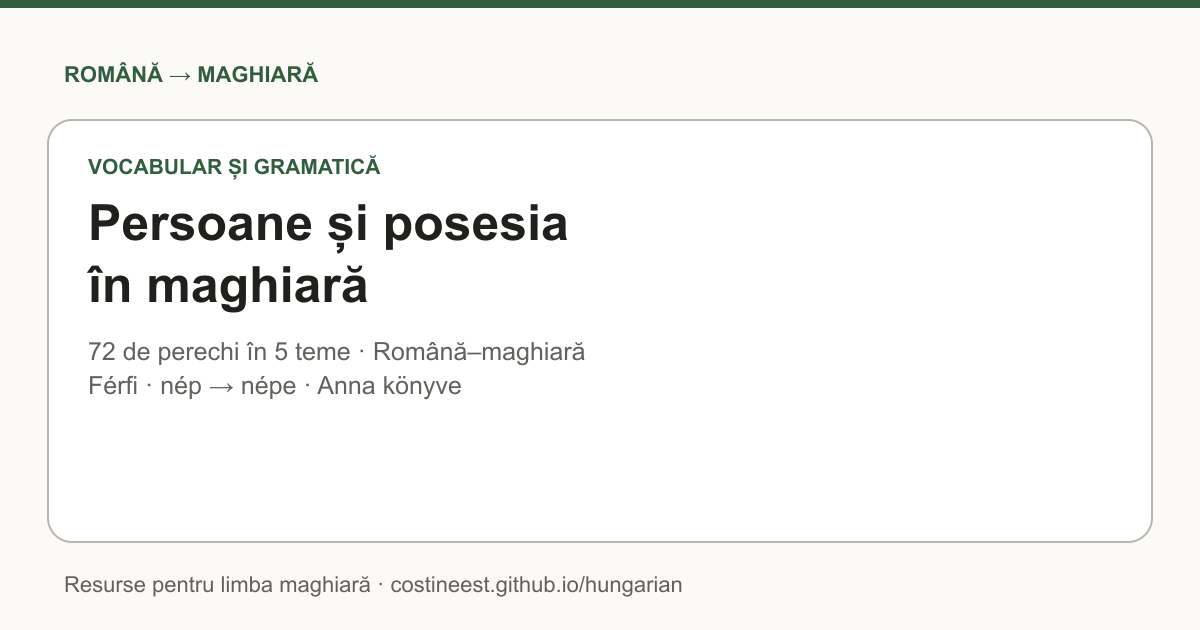 ROMÂNĂ → MAGHIARĂ
VOCABULAR ȘI GRAMATICĂ
Persoane și posesia
în maghiară
72 de perechi în 5 teme · Română–maghiară
Férfi · nép → népe · Anna könyve
Resurse pentru limba maghiară · costineest.github.io/hungarian